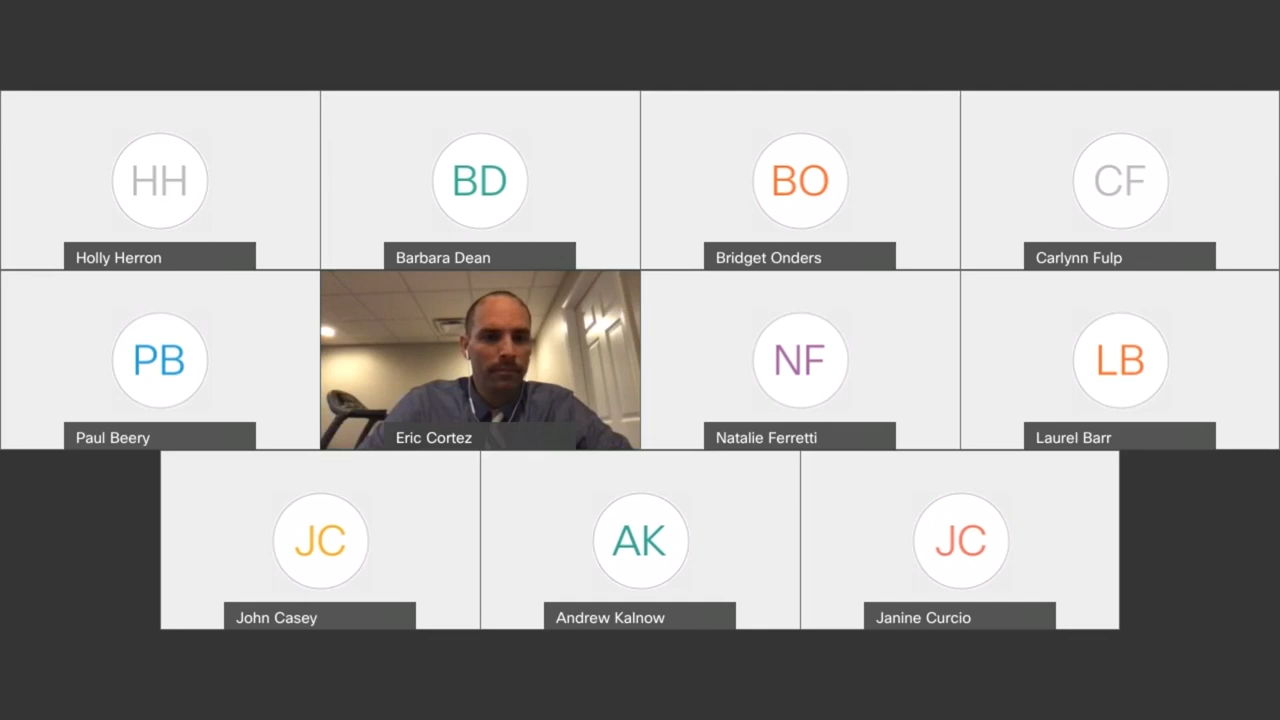 HH
BD
BO
CF
Holly Herron
Barbara Dean
Bridget Onders
Carlynn Fulp
PB
NF
LB
Paul Beery
Eric Cortez
Natalie Ferretti
Laurel Barr
JC
AK
JC
John Casey
Andrew Kalnow
Janine Curcio